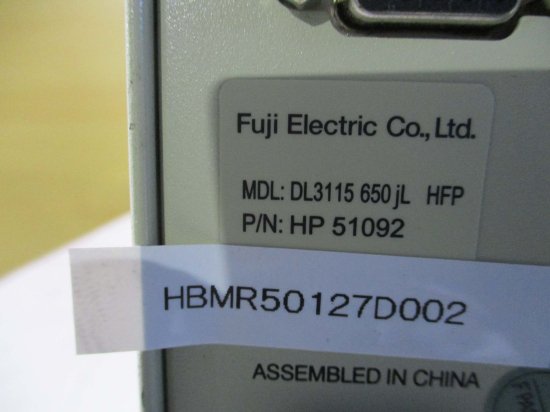 Fuji Electric Co., Ltd.
MDL: DL3115 650 jL HFP
P/N: HP 51092
HBMR50127D002
ASSEMBLED IN CHINA